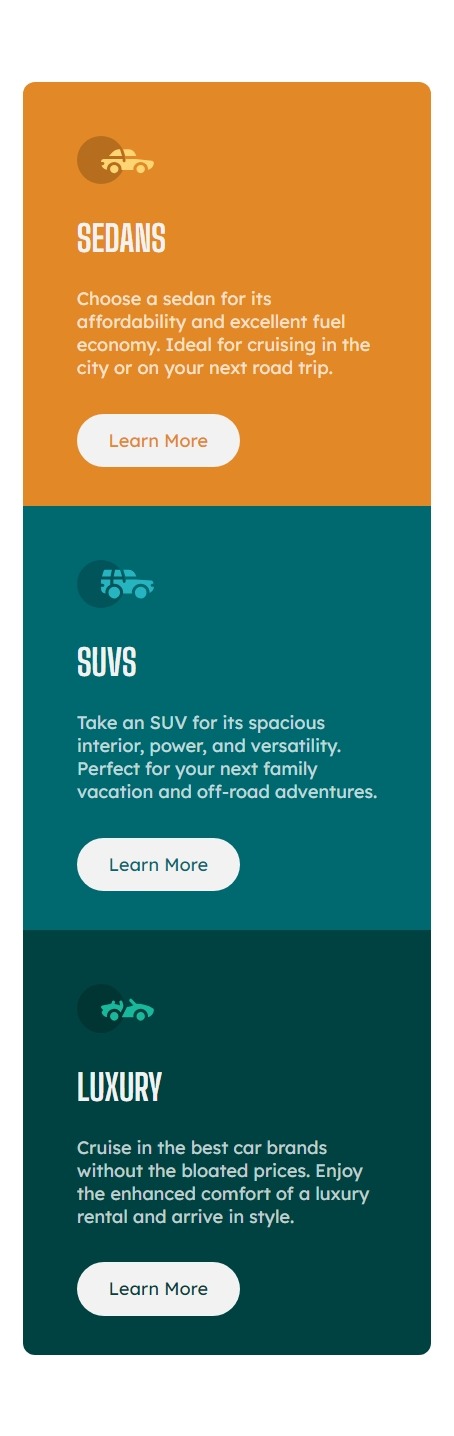 SEDANS
Choose a sedan for its
affordability and excellent fuel
economy. Ideal for cruising in the
city or on your next road trip.
Learn More
SUVS
Take an SUV for its spacious
interior, power, and versatility.
Perfect for your next family
vacation and off-road adventures.
Learn More
LUXURY
Cruise in the best car brands
without the bloated prices. Enjoy
the enhanced comfort of a luxury
rental and arrive in style.
Learn More